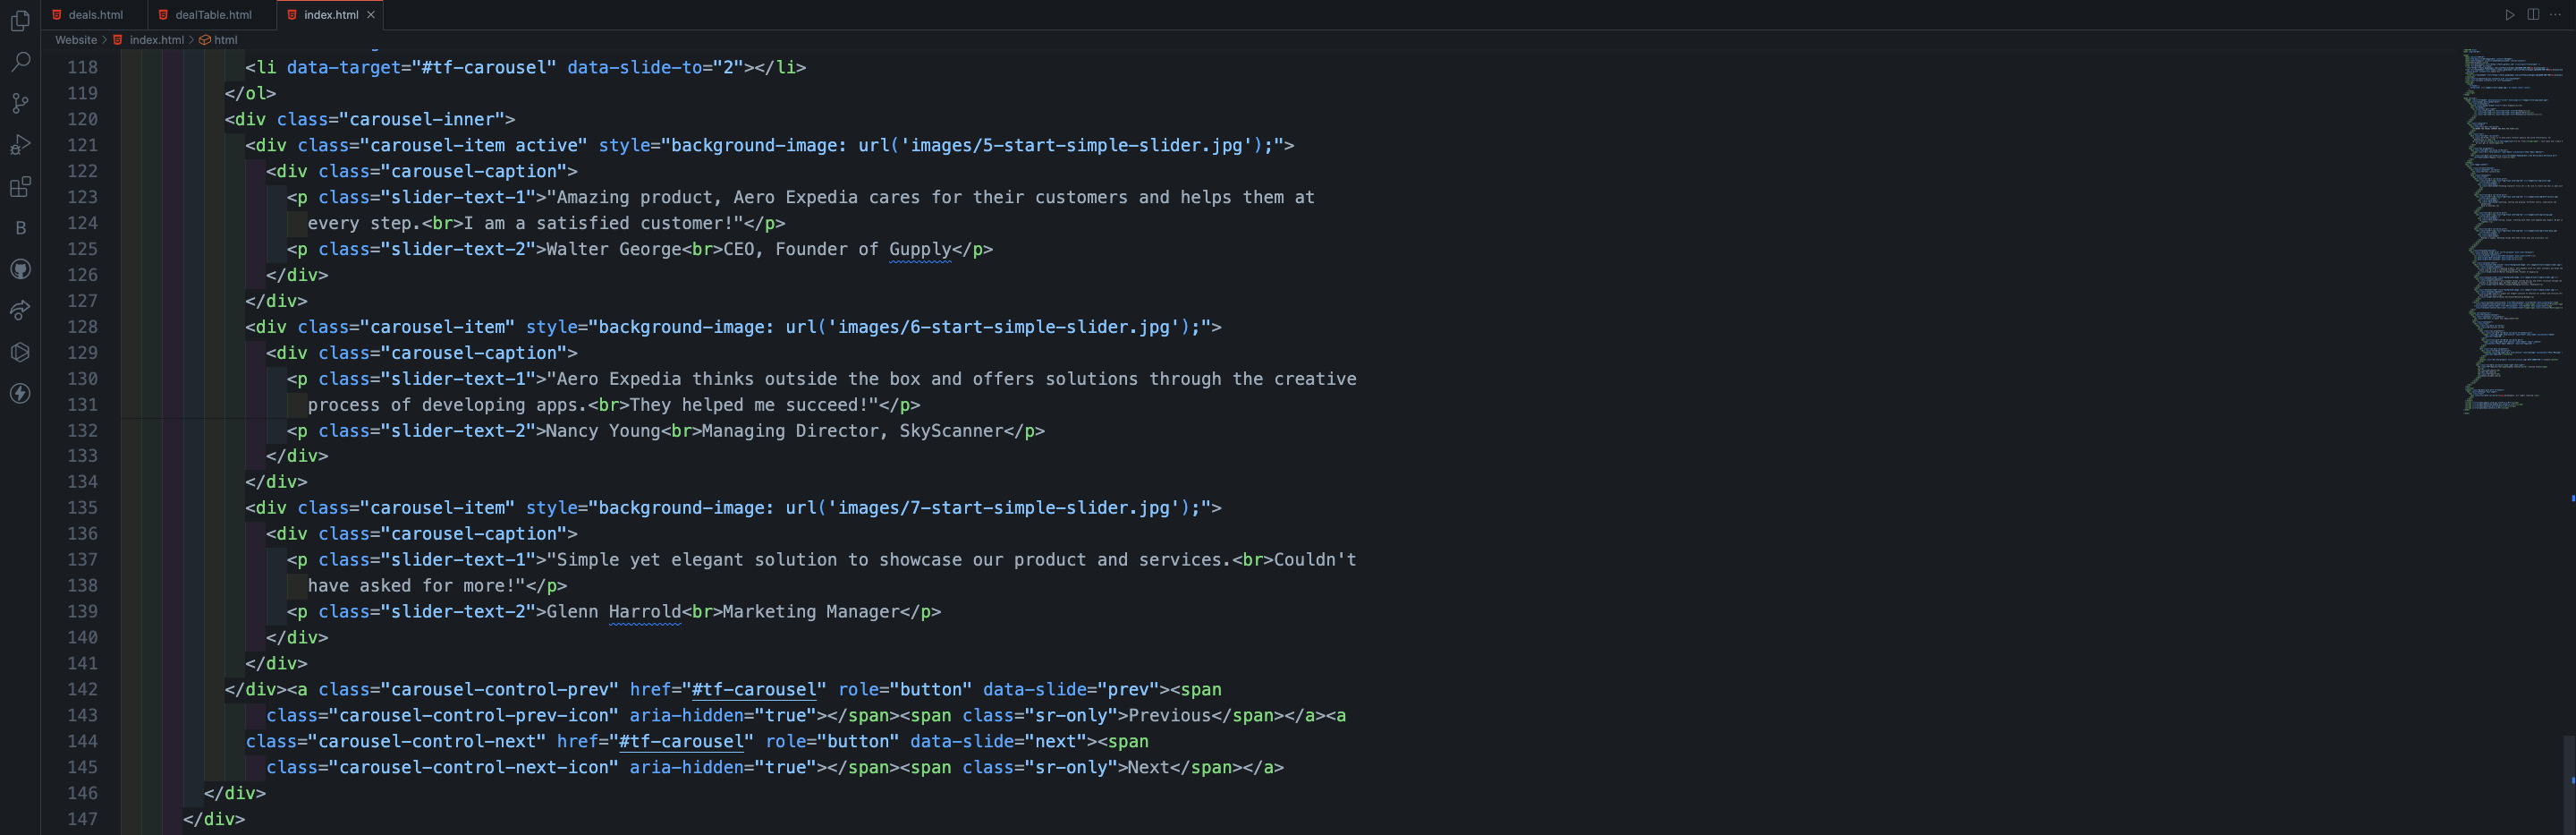 deals.html
dealTable.html
index.html
Website > index.html > html
118 <li data-target="#tf-carousel" data-slide-to="2"></li>
119 </ol>
120 <div class="carousel-inner">
121 <div class="carousel-item active" style="background-image: url('images/5-start-simple-slider.jpg');">
122 <div class="carousel-caption">
123 <p class="slider-text-1">"Amazing product, Aero Expedia cares for their customers and helps them at
124 every step.<br>I am a satisfied customer!"</p>
125 <p class="slider-text-2">Walter George<br>CEO, Founder of Gupply</p>
126 </div>
127 </div>
128 <div class="carousel-item" style="background-image: url('images/6-start-simple-slider.jpg');">
129 <div class="carousel-caption">
130 <p class="slider-text-1">"Aero Expedia thinks outside the box and offers solutions through the creative
131 process of developing apps.<br>They helped me succeed!"</p>
132 <p class="slider-text-2">Nancy Young<br>Managing Director, SkyScanner</p>
133 </div>
134 </div>
135 <div class="carousel-item" style="background-image: url('images/7-start-simple-slider.jpg');">
136 <div class="carousel-caption">
137 <p class="slider-text-1">"Simple yet elegant solution to showcase our product and services.<br>Couldn't
138 have asked for more!"</p>
139 <p class="slider-text-2">Glenn Harrold<br>Marketing Manager</p>
140 </div>
141 </div>
142 </div><a class="carousel-control-prev" href="#tf-carousel" role="button" data-slide="prev"><span
143 class="carousel-control-prev-icon" aria-hidden="true"></span><span class="sr-only">Previous</span></a><a
144 class="carousel-control-next" href="#tf-carousel" role="button" data-slide="next"><span
145 class="carousel-control-next-icon" aria-hidden="true"></span><span class="sr-only">Next</span></a>
146 </div>
147 </div>
B